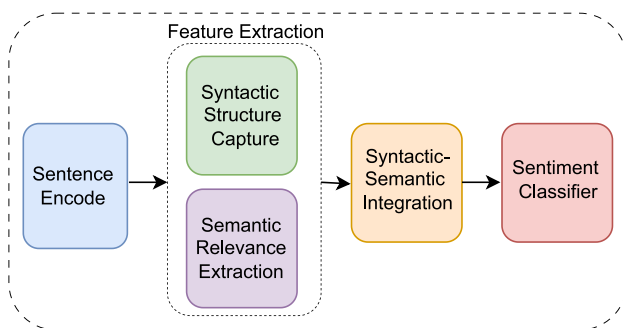 Feature Extraction
Sentence
Encode
Syntactic
Structure
Capture
Semantic
Relevance
Extraction
Syntactic-
Semantic
Integration
Sentiment
Classifier